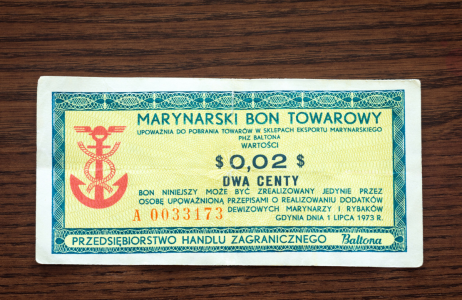 MARYNARSKI BON TOWAROWY
UPOWAŻNIA DO POBRANIA TOWARÓW W SKLEPACH EKSPORTU MARYNARSKIEGO
PHZ BALTONA
WARTOŚCI
$ 0,02 $
DWA CENTY
BON NINIEJSZY MOŻE BYĆ ZREALIZOWANY JEDYNIE PRZEZ
OSOBĘ UPOWAŻNIONĄ PRZEPISAMI O REALIZOWANIU DODATKÓW
DEWIZOWYCH MARYNARZY I RYBAKÓW
A 0033173
GDYNIA DNIA 1 LIPCA 1973 R.
PRZEDSIĘBIORSTWO HANDLU ZAGRANICZNEGO Baltona